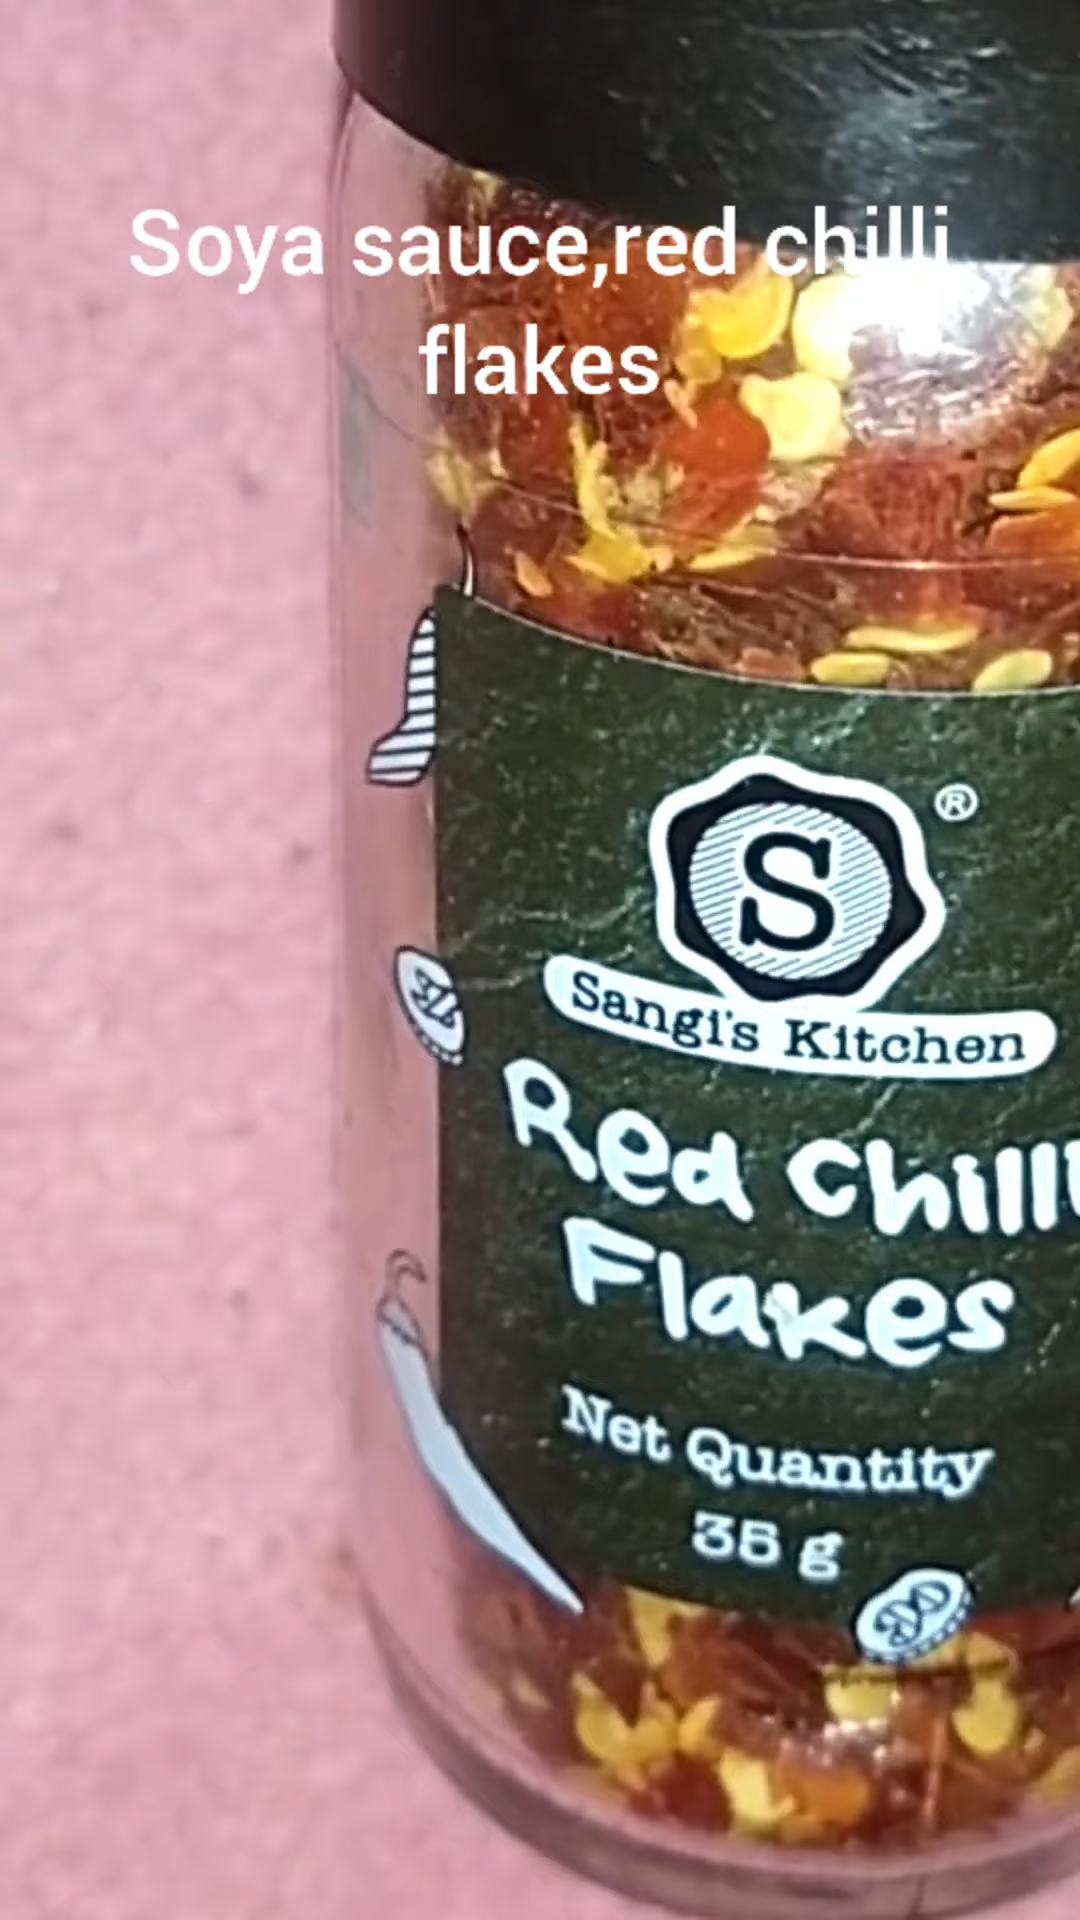 Soya sauce,red chilli
flakes
S
®
Sangi's Kitchen
Red Chilli
Flakes
Net Quantity
35 g